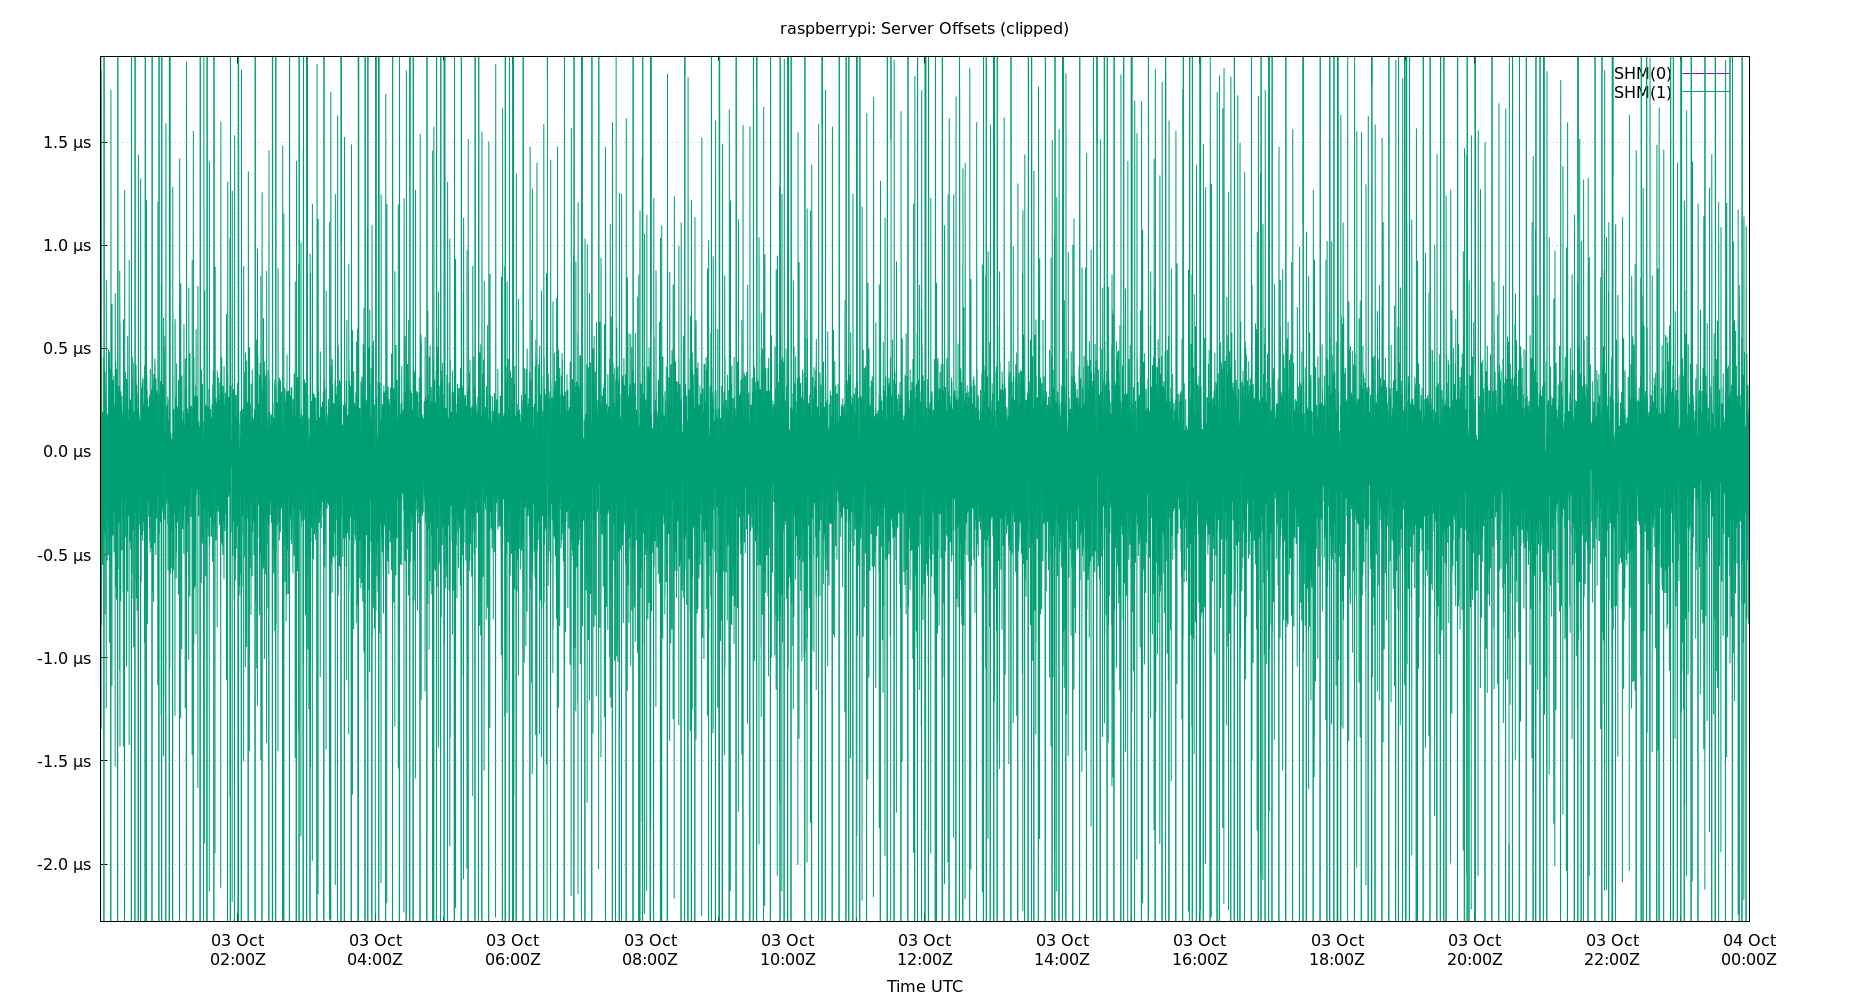 raspberrypi: Server Offsets (clipped)
SHM(0)
SHM(1)
1.5 µs
1.0 µs
0.5 µs
0.0 µs
-0.5 µs
-1.0 µs
-1.5 µs
-2.0 µs
03 Oct 03 Oct 03 Oct 03 Oct 03 Oct 03 Oct 03 Oct 03 Oct 03 Oct 03 Oct 03 Oct 04 Oct
02:00Z 04:00Z 06:00Z 08:00Z 10:00Z 12:00Z 14:00Z 16:00Z 18:00Z 20:00Z 22:00Z 00:00Z
Time UTC